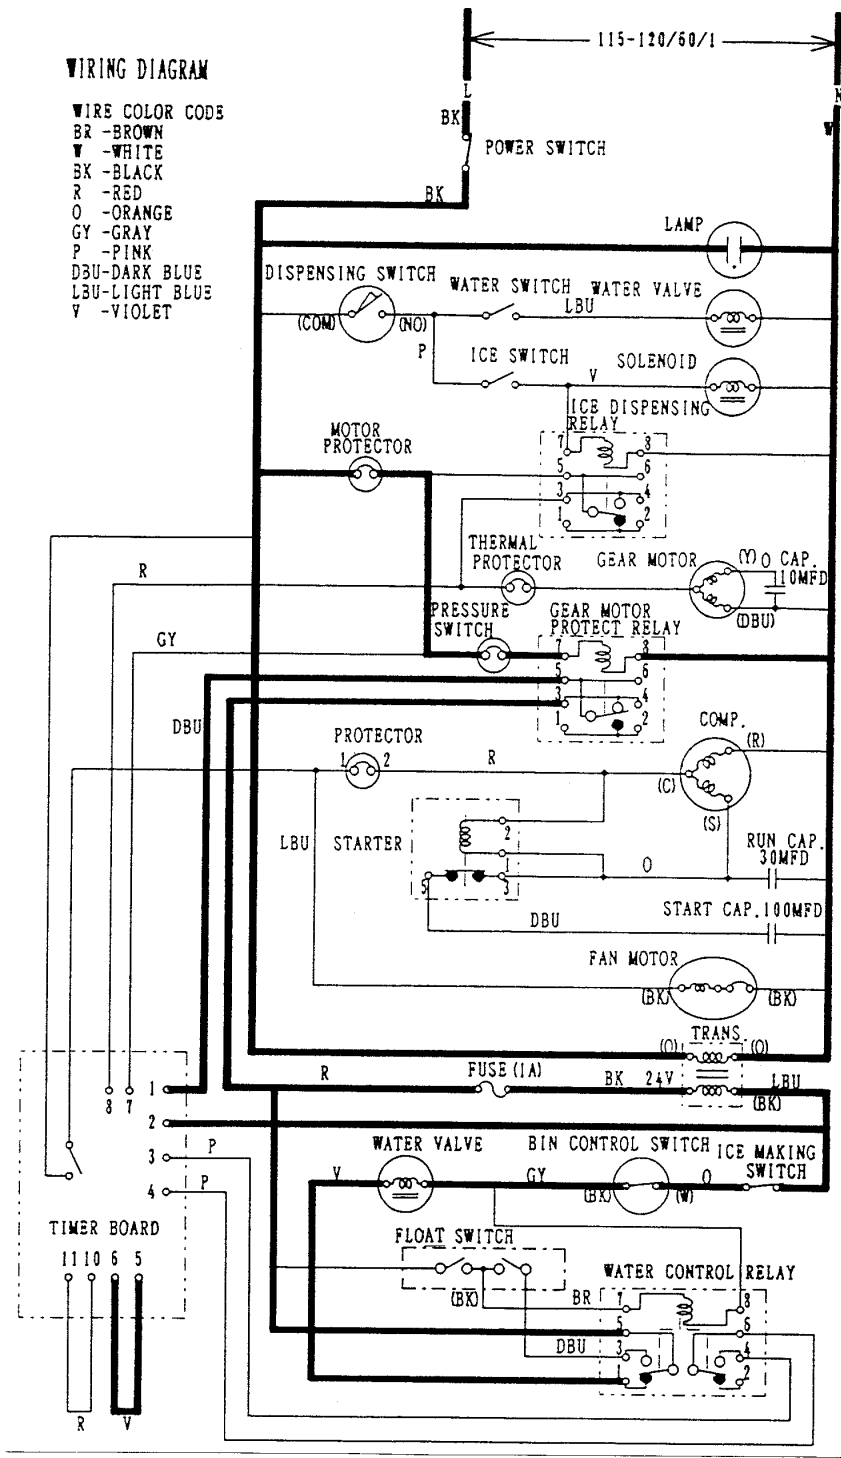 115-120/60/1
WIRING DIAGRAM
WIRE COLOR CODE
BR -BROWN
W -WHITE
BK -BLACK
R -RED
O -ORANGE
GY -GRAY
P -PINK
DBU-DARK BLUE
LBU-LIGHT BLUE
V -VIOLET
L
N
BK
W
POWER SWITCH
BK
LAMP
DISPENSING SWITCH
WATER SWITCH
WATER VALVE
LBU
(COM)
(NO)
P
ICE SWITCH
V
SOLENOID
ICE DISPENSING
RELAY
MOTOR
PROTECTOR
7
8
5
6
3
4
1
2
THERMAL
PROTECTOR
GEAR MOTOR
(Y)
O
CAP.
10MFD
(DBU)
R
PRESSURE
SWITCH
GEAR MOTOR
PROTECT RELAY
GY
7
8
5
6
3
4
1
2
DBU
PROTECTOR
1
2
R
COMP.
(R)
(C)
(S)
LBU
STARTER
2
1
5
3
O
RUN CAP.
30MFD
DBU
START CAP.100MFD
FAN MOTOR
(BK)
(BK)
TRANS
(O)
(O)
R
FUSE(1A)
BK
24V
LBU
(BK)
8
7
1
2
3
4
P
P
WATER VALVE
BIN CONTROL SWITCH
ICE MAKING
SWITCH
V
GY
(BK)
(W)
O
TIMER BOARD
11 10 6 5
FLOAT SWITCH
(BK)
WATER CONTROL RELAY
BR
DBU
7
8
5
6
3
4
1
2
R
V